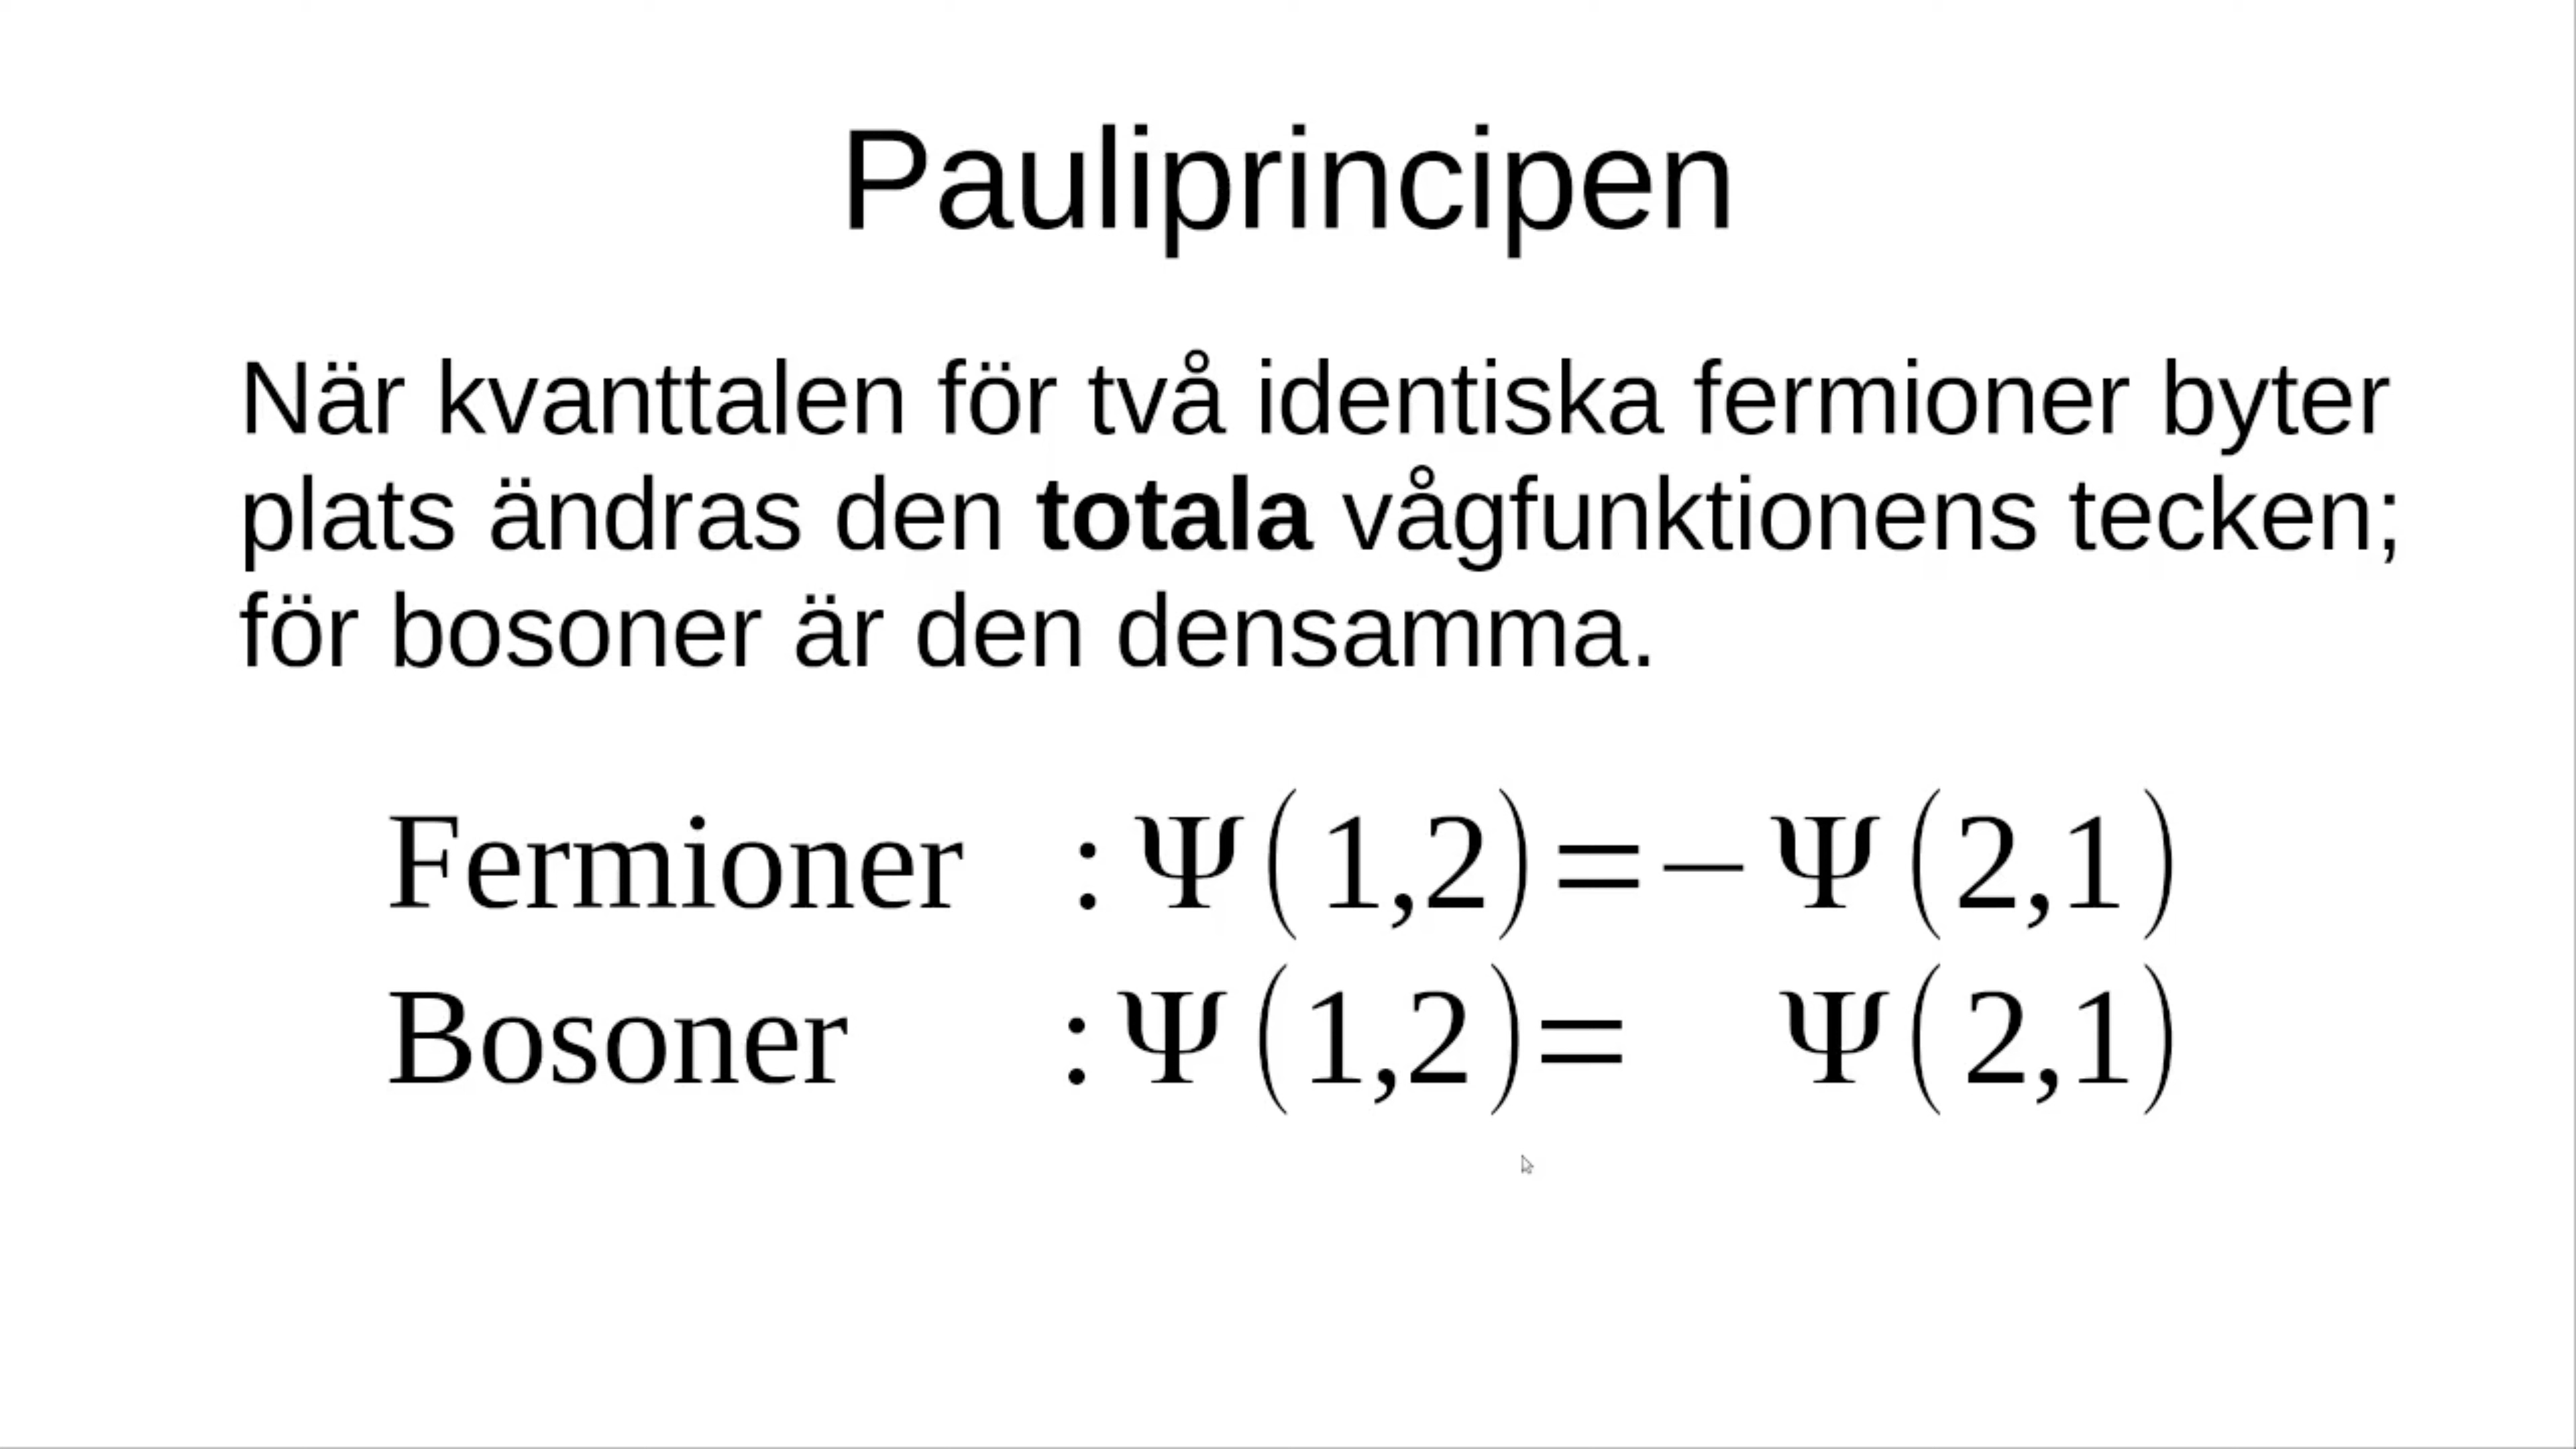 Pauliprincipen
När kvanttalen för två identiska fermioner byter
plats ändras den totala vågfunktionens tecken;
för bosoner är den densamma.
Fermioner : Ψ(1,2)=−Ψ(2,1)
Bosoner : Ψ(1,2)= Ψ(2,1)